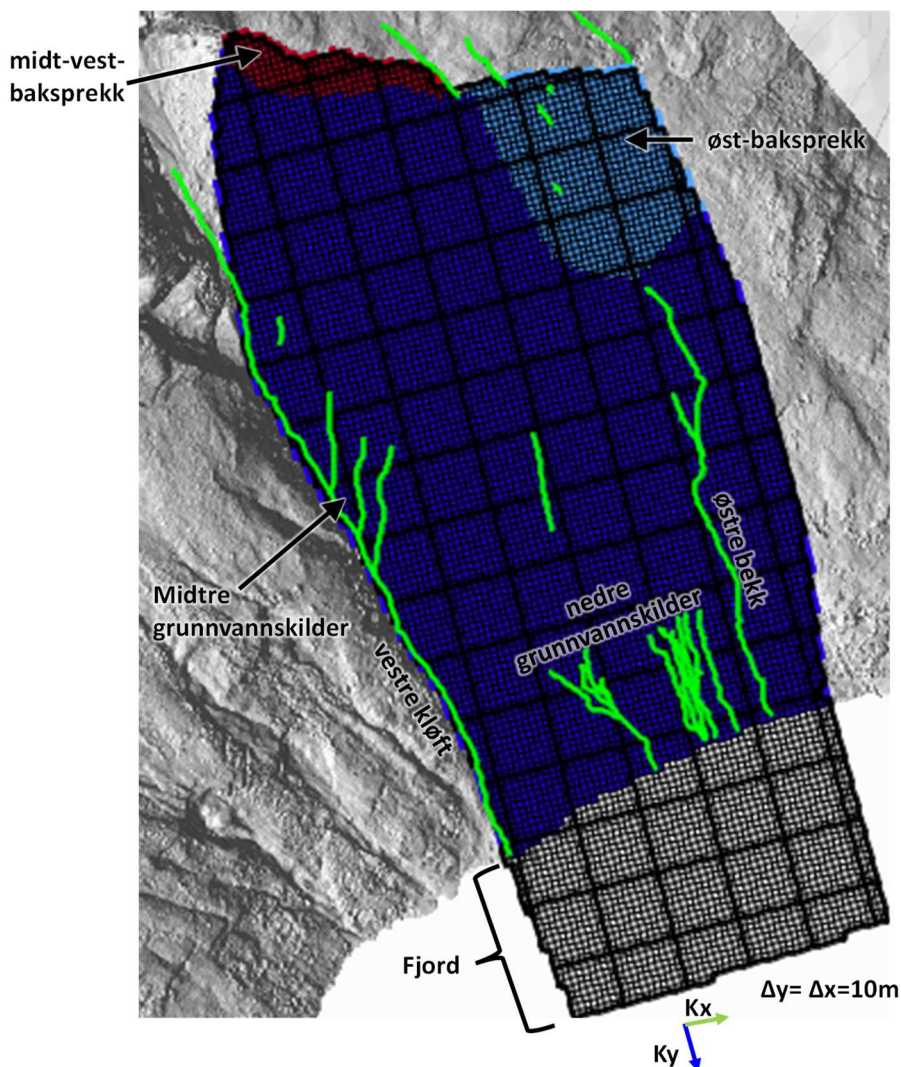 midt-vest-
baksprekk
øst-baksprekk
Midtre
grunnvannskilder
nedre
grunnvannskilder
østre bekk
vestre kløft
Fjord
Δy= Δx=10m
Kx
Ky